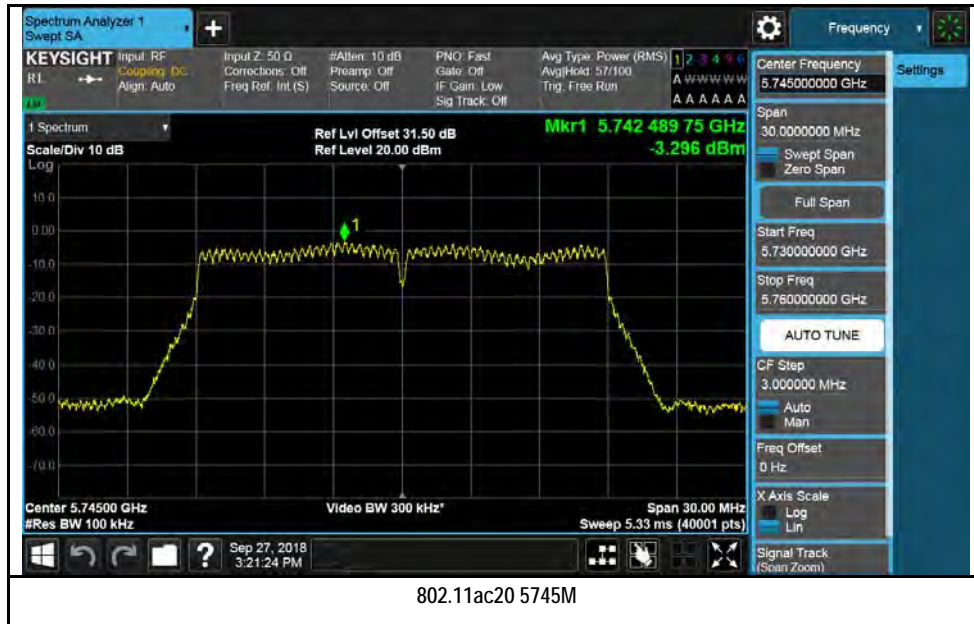 Spectrum Analyzer 1
Swept SA
+
Frequency
KEYSIGHT
RL
Input: RF
Coupling: DC
Align: Auto
Input Z: 50 Ω
Corrections: Off
Freq Ref: Int (S)
#Atten: 10 dB
Preamp: Off
Source: Off
PNO: Fast
Gate: Off
IF Gain: Low
Sig Track: Off
Avg Type: Power (RMS)
Avg|Hold: 57/100
Trig: Free Run
1 2 3 4 5 6
A W W W W W
A A A A A A
1 Spectrum
Scale/Div 10 dB
Log
Ref Lvl Offset 31.50 dB
Ref Level 20.00 dBm
Mkr1 5.742 489 75 GHz
-3.296 dBm
10.0
0.00
-10.0
-20.0
-30.0
-40.0
-50.0
-60.0
-70.0
1
Center 5.74500 GHz
#Res BW 100 kHz
Video BW 300 kHz*
Span 30.00 MHz
Sweep 5.33 ms (40001 pts)
Center Frequency
5.745000000 GHz
Settings
Span
30.0000000 MHz
Swept Span
Zero Span
Full Span
Start Freq
5.730000000 GHz
Stop Freq
5.760000000 GHz
AUTO TUNE
CF Step
3.000000 MHz
Auto
Man
Freq Offset
0 Hz
X Axis Scale
Log
Lin
Signal Track
(Span Zoom)
?
Sep 27, 2018
3:21:24 PM
802.11ac20 5745M